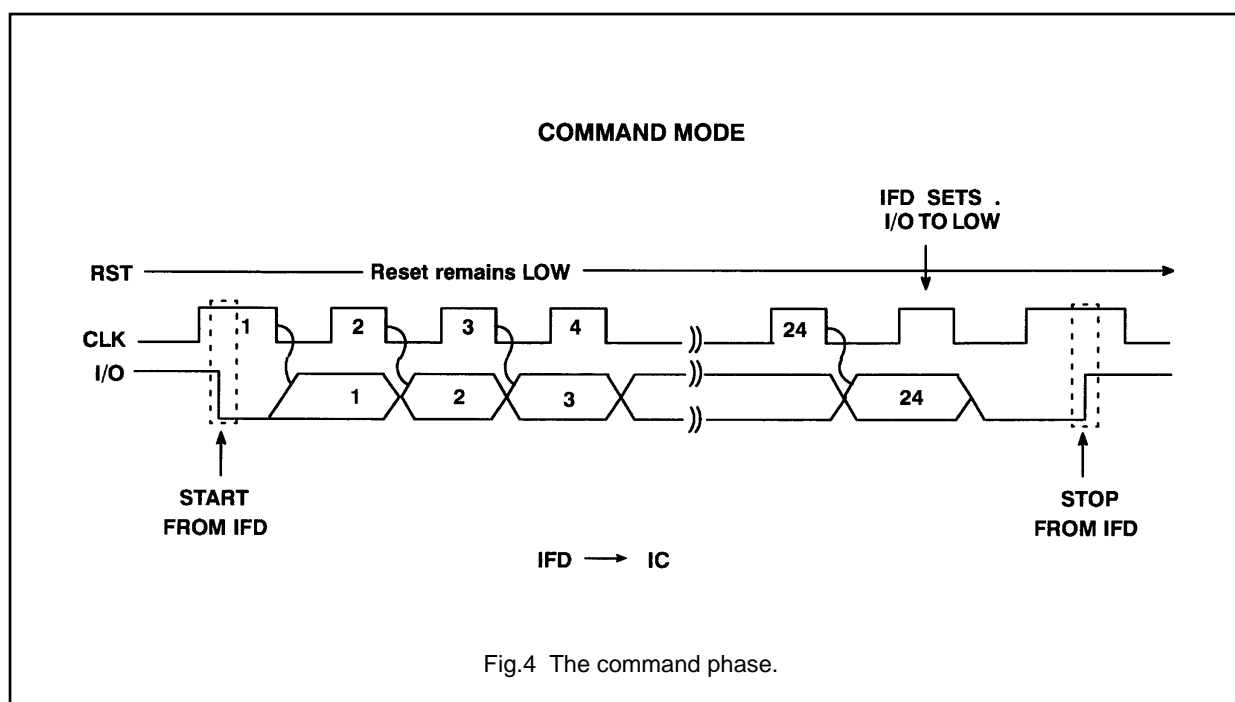 COMMAND MODE
IFD SETS .
I/O TO LOW
RST
Reset remains LOW
1
2
3
4
24
CLK
I/O
1
2
3
24
START
FROM IFD
STOP
FROM IFD
IFD → IC
Fig.4 The command phase.